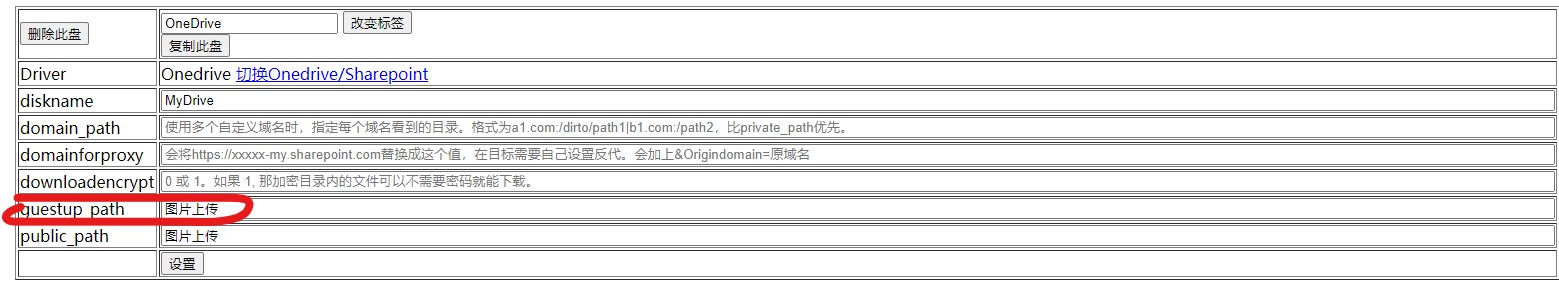 删除此盘
OneDrive 改变标签
复制此盘
Driver Onedrive 切换Onedrive/Sharepoint
diskname MyDrive
domain_path 使用多个自定义域名时，指定每个域名看到的目录。格式为a1.com:/dirto/path1|b1.com:/path2，比private_path优先。
domainforproxy 会将https://xxxxx-my.sharepoint.com替换成这个值，在目标需要自己设置反代。会加上&Origindomain=原域名
downloadencrypt 0 或 1。如果 1, 那加密目录内的文件可以不需要密码就能下载。
guestup_path 图片上传
public_path 图片上传
设置